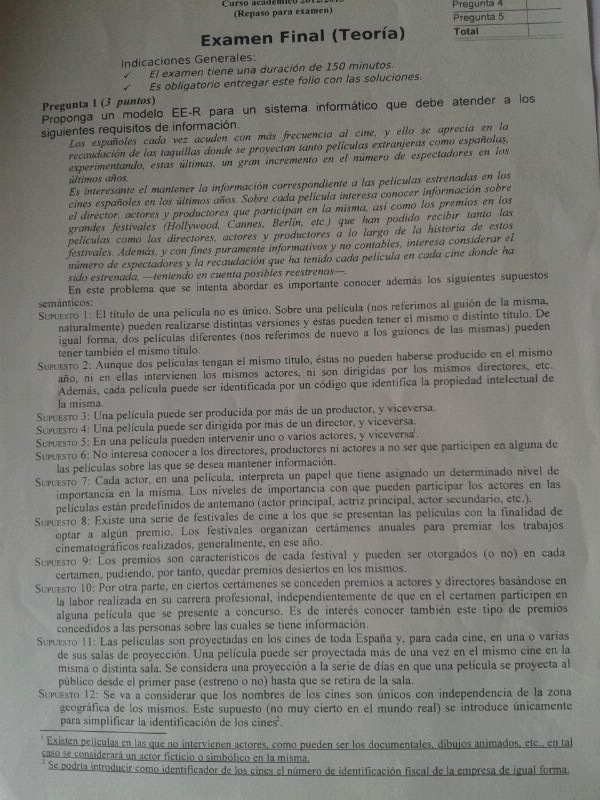 Curso académico 2012/2013
(Repaso para examen)
Pregunta 4
Pregunta 5
Total
Examen Final (Teoría)
Indicaciones Generales:
✓ El examen tiene una duración de 150 minutos.
✓ Es obligatorio entregar este folio con las soluciones.
Pregunta 1 (3 puntos)
Proponga un modelo EE-R para un sistema informático que debe atender a los
siguientes requisitos de información.
Los españoles cada vez acuden con más frecuencia al cine, y ello se aprecia en la
recaudación de las taquillas donde se proyectan tanto películas extranjeras como españolas,
experimentando, estas últimas, un gran incremento en el número de espectadores en los
últimos años.
Es interesante el mantener la información correspondiente a las películas estrenadas en los
cines españoles en los últimos años. Sobre cada película interesa conocer información sobre
el director, actores y productores que participan en la misma, así como los premios en los
grandes festivales (Hollywood, Cannes, Berlín, etc.) que han podido recibir tanto las
películas como los directores, actores y productores a lo largo de la historia de estos
festivales. Además, y con fines puramente informativos y no contables, interesa considerar el
número de espectadores y la recaudación que ha tenido cada película en cada cine donde ha
sido estrenada, —teniendo en cuenta posibles reestrenos—.
En este problema que se intenta abordar es importante conocer además los siguientes supuestos
semánticos:
SUPUESTO 1: El título de una película no es único. Sobre una película (nos referimos al guión de la misma,
naturalmente) pueden realizarse distintas versiones y éstas pueden tener el mismo o distinto título. De
igual forma, dos películas diferentes (nos referimos de nuevo a los guiones de las mismas) pueden
tener también el mismo título.
SUPUESTO 2: Aunque dos películas tengan el mismo título, éstas no pueden haberse producido en el mismo
año, ni en ellas intervienen los mismos actores, ni son dirigidas por los mismos directores, etc.
Además, cada película puede ser identificada por un código que identifica la propiedad intelectual de
la misma.
SUPUESTO 3: Una película puede ser producida por más de un productor, y viceversa.
SUPUESTO 4: Una película puede ser dirigida por más de un director, y viceversa.
SUPUESTO 5: En una película pueden intervenir uno o varios actores, y viceversa¹.
SUPUESTO 6: No interesa conocer a los directores, productores ni actores a no ser que participen en alguna de
las películas sobre las que se desea mantener información.
SUPUESTO 7: Cada actor, en una película, interpreta un papel que tiene asignado un determinado nivel de
importancia en la misma. Los niveles de importancia con que pueden participar los actores en las
películas están predefinidos de antemano (actor principal, actriz principal, actor secundario, etc.).
SUPUESTO 8: Existe una serie de festivales de cine a los que se presentan las películas con la finalidad de
optar a algún premio. Los festivales organizan certámenes anuales para premiar los trabajos
cinematográficos realizados, generalmente, en ese año.
SUPUESTO 9: Los premios son característicos de cada festival y pueden ser otorgados (o no) en cada
certamen, pudiendo, por tanto, quedar premios desiertos en los mismos.
SUPUESTO 10: Por otra parte, en ciertos certámenes se conceden premios a actores y directores basándose en
la labor realizada en su carrera profesional, independientemente de que en el certamen participen en
alguna película que se presente a concurso. Es de interés conocer también este tipo de premios
concedidos a las personas sobre las cuales se tiene información.
SUPUESTO 11: Las películas son proyectadas en los cines de toda España y, para cada cine, en una o varias
de sus salas de proyección. Una película puede ser proyectada más de una vez en el mismo cine en la
misma o distinta sala. Se considera una proyección a la serie de días en que una película se proyecta al
público desde el primer pase (estreno o no) hasta que se retira de la sala.
SUPUESTO 12: Se va a considerar que los nombres de los cines son únicos con independencia de la zona
geográfica de los mismos. Este supuesto (no muy cierto en el mundo real) se introduce únicamente
para simplificar la identificación de los cines².
¹ Existen películas en las que no intervienen actores, como pueden ser los documentales, dibujos animados, etc., en tal
caso se considerará un actor ficticio o simbólico en la misma.
² Se podría introducir como identificador de los cines el número de identificación fiscal de la empresa de igual forma.